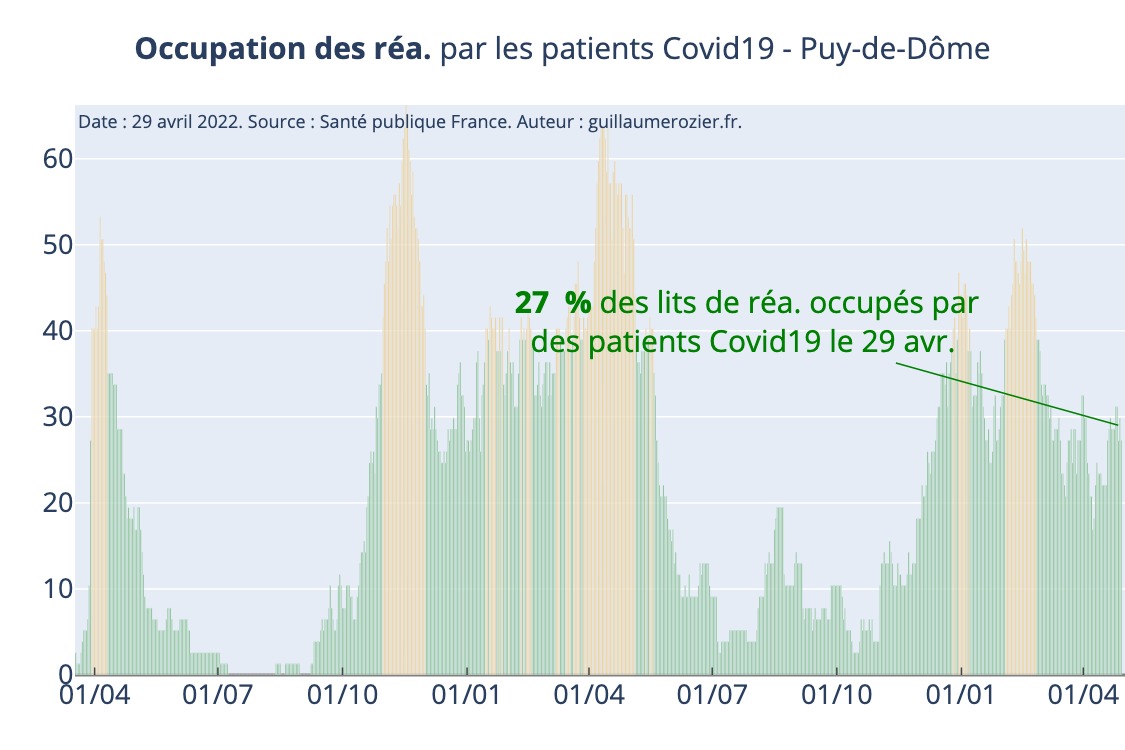 Occupation des réa. par les patients Covid19 - Puy-de-Dôme
Date : 29 avril 2022. Source : Santé publique France. Auteur : guillaumerozier.fr.
60
50
27  % des lits de réa. occupés par
40
des patients Covid19 le 29 avr.
30
20
10
0
01/04 01/07 01/10 01/01 01/04 01/07 01/10 01/01 01/04